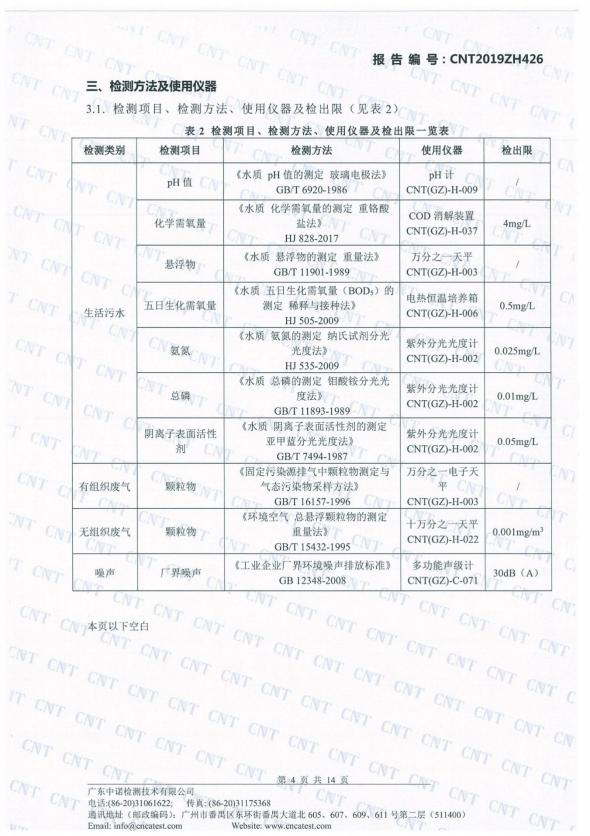 报 告 编 号：CNT2019ZH426
三、检测方法及使用仪器
3.1. 检测项目、检测方法、使用仪器及检出限（见表 2）
表 2 检测项目、检测方法、使用仪器及检出限一览表
检测类别 检测项目 检测方法 使用仪器 检出限
生活污水
pH 值
《水质 pH 值的测定 玻璃电极法》
GB/T 6920-1986
pH 计
CNT(GZ)-H-009
/
化学需氧量
《水质 化学需氧量的测定 重铬酸
盐法》
HJ 828-2017
COD 消解装置
CNT(GZ)-H-037
4mg/L
悬浮物
《水质 悬浮物的测定 重量法》
GB/T 11901-1989
万分之一天平
CNT(GZ)-H-003
/
五日生化需氧量
《水质 五日生化需氧量（BOD₅）的
测定 稀释与接种法》
HJ 505-2009
电热恒温培养箱
CNT(GZ)-H-006
0.5mg/L
氨氮
《水质 氨氮的测定 纳氏试剂分光
光度法》
HJ 535-2009
紫外分光光度计
CNT(GZ)-H-002
0.025mg/L
总磷
《水质 总磷的测定 钼酸铵分光光
度法》
GB/T 11893-1989
紫外分光光度计
CNT(GZ)-H-002
0.01mg/L
阴离子表面活性
剂
《水质 阴离子表面活性剂的测定
亚甲蓝分光光度法》
GB/T 7494-1987
紫外分光光度计
CNT(GZ)-H-002
0.05mg/L
有组织废气
颗粒物
《固定污染源排气中颗粒物测定与
气态污染物采样方法》
GB/T 16157-1996
万分之一电子天
平
CNT(GZ)-H-003
/
无组织废气
颗粒物
《环境空气 总悬浮颗粒物的测定
重量法》
GB/T 15432-1995
十万分之一天平
CNT(GZ)-H-022
0.001mg/m³
噪声
厂界噪声
《工业企业厂界环境噪声排放标准》
GB 12348-2008
多功能声级计
CNT(GZ)-C-071
30dB（A）
本页以下空白
第 4 页 共 14 页
广东中诺检测技术有限公司
电话:(86-20)31061622; 传真: (86-20)31175368
通讯地址（邮政编码）: 广州市番禺区东环街番禺大道北 605、607、609、611 号第二层（511400）
Email: info@cncatest.com Website: www.cncatest.com